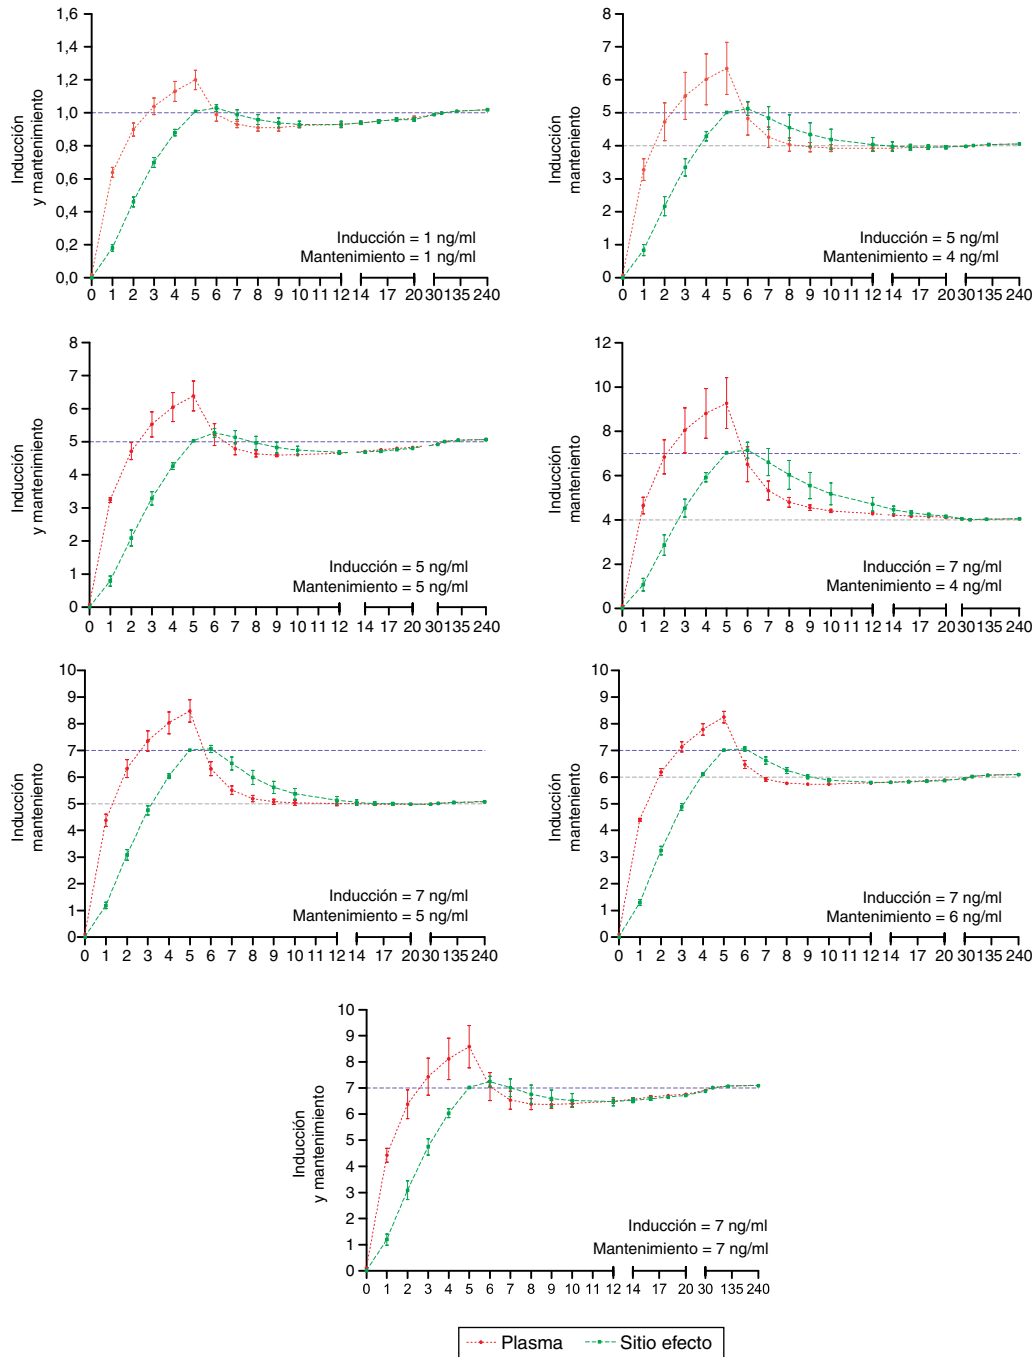 1,6
1,4
1,2
1.0
0,8
0,6
0,4
0,2
0,0
Inducción
y mantenimiento
Inducción = 1 ng/ml
Mantenimiento = 1 ng/ml
0 1 2 3 4 5 6 7 8 9 10 11 12 14 17 20 30 135 240
8
7
6
5
4
3
2
1
0
Inducción
mantenimiento
Inducción = 5 ng/ml
Mantenimiento = 4 ng/ml
0 1 2 3 4 5 6 7 8 9 10 11 12 14 17 20 30 135 240
8
7
6
5
4
3
2
1
0
Inducción
y mantenimiento
Inducción = 5 ng/ml
Mantenimiento = 5 ng/ml
0 1 2 3 4 5 6 7 8 9 10 11 12 14 17 20 30 135 240
12
10
8
6
4
2
0
Inducción
mantenimiento
Inducción = 7 ng/ml
Mantenimiento = 4 ng/ml
0 1 2 3 4 5 6 7 8 9 10 11 12 14 17 20 30 135 240
10
9
8
7
6
5
4
3
2
1
0
Inducción
mantenimiento
Inducción = 7 ng/ml
Mantenimiento = 5 ng/ml
0 1 2 3 4 5 6 7 8 9 10 11 12 14 17 20 30 135 240
10
9
8
7
6
5
4
3
2
1
0
Inducción
mantenimiento
Inducción = 7 ng/ml
Mantenimiento = 6 ng/ml
0 1 2 3 4 5 6 7 8 9 10 11 12 14 17 20 30 135 240
10
9
8
7
6
5
4
3
2
1
0
Inducción
y mantenimiento
Inducción = 7 ng/ml
Mantenimiento = 7 ng/ml
0 1 2 3 4 5 6 7 8 9 10 11 12 14 17 20 30 135 240
Plasma Sitio efecto